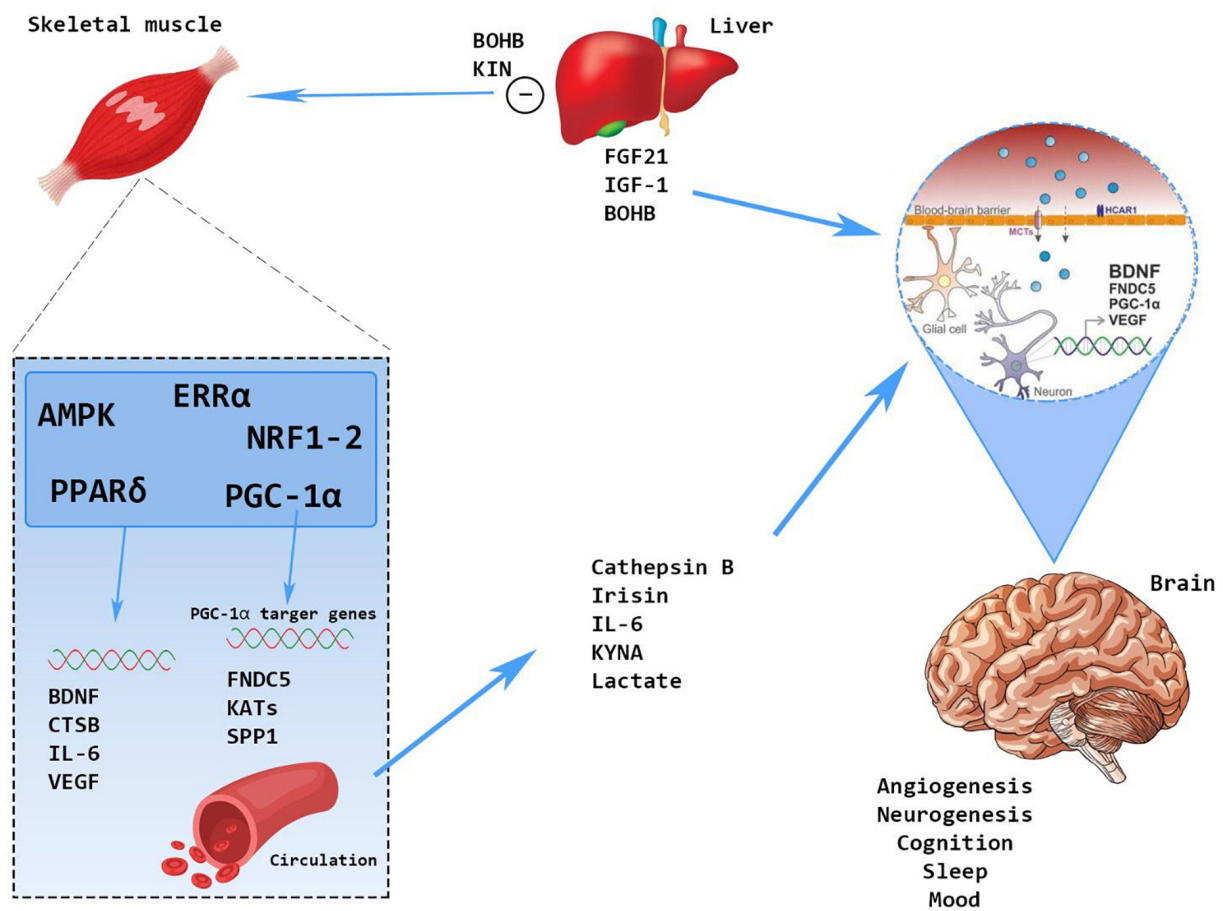 Skeletal muscle
BOHB
KIN
−
Liver
FGF21
IGF-1
BOHB
Blood-brain barrier
HCAR1
MCTs
BDNF
FNDC5
PGC-1α
VEGF
Glial cell
Neuron
AMPK
ERRα
NRF1-2
PPARδ
PGC-1α
PGC-1α targer genes
BDNF
CTSB
IL-6
VEGF
FNDC5
KATs
SPP1
Circulation
Cathepsin B
Irisin
IL-6
KYNA
Lactate
Brain
Angiogenesis
Neurogenesis
Cognition
Sleep
Mood